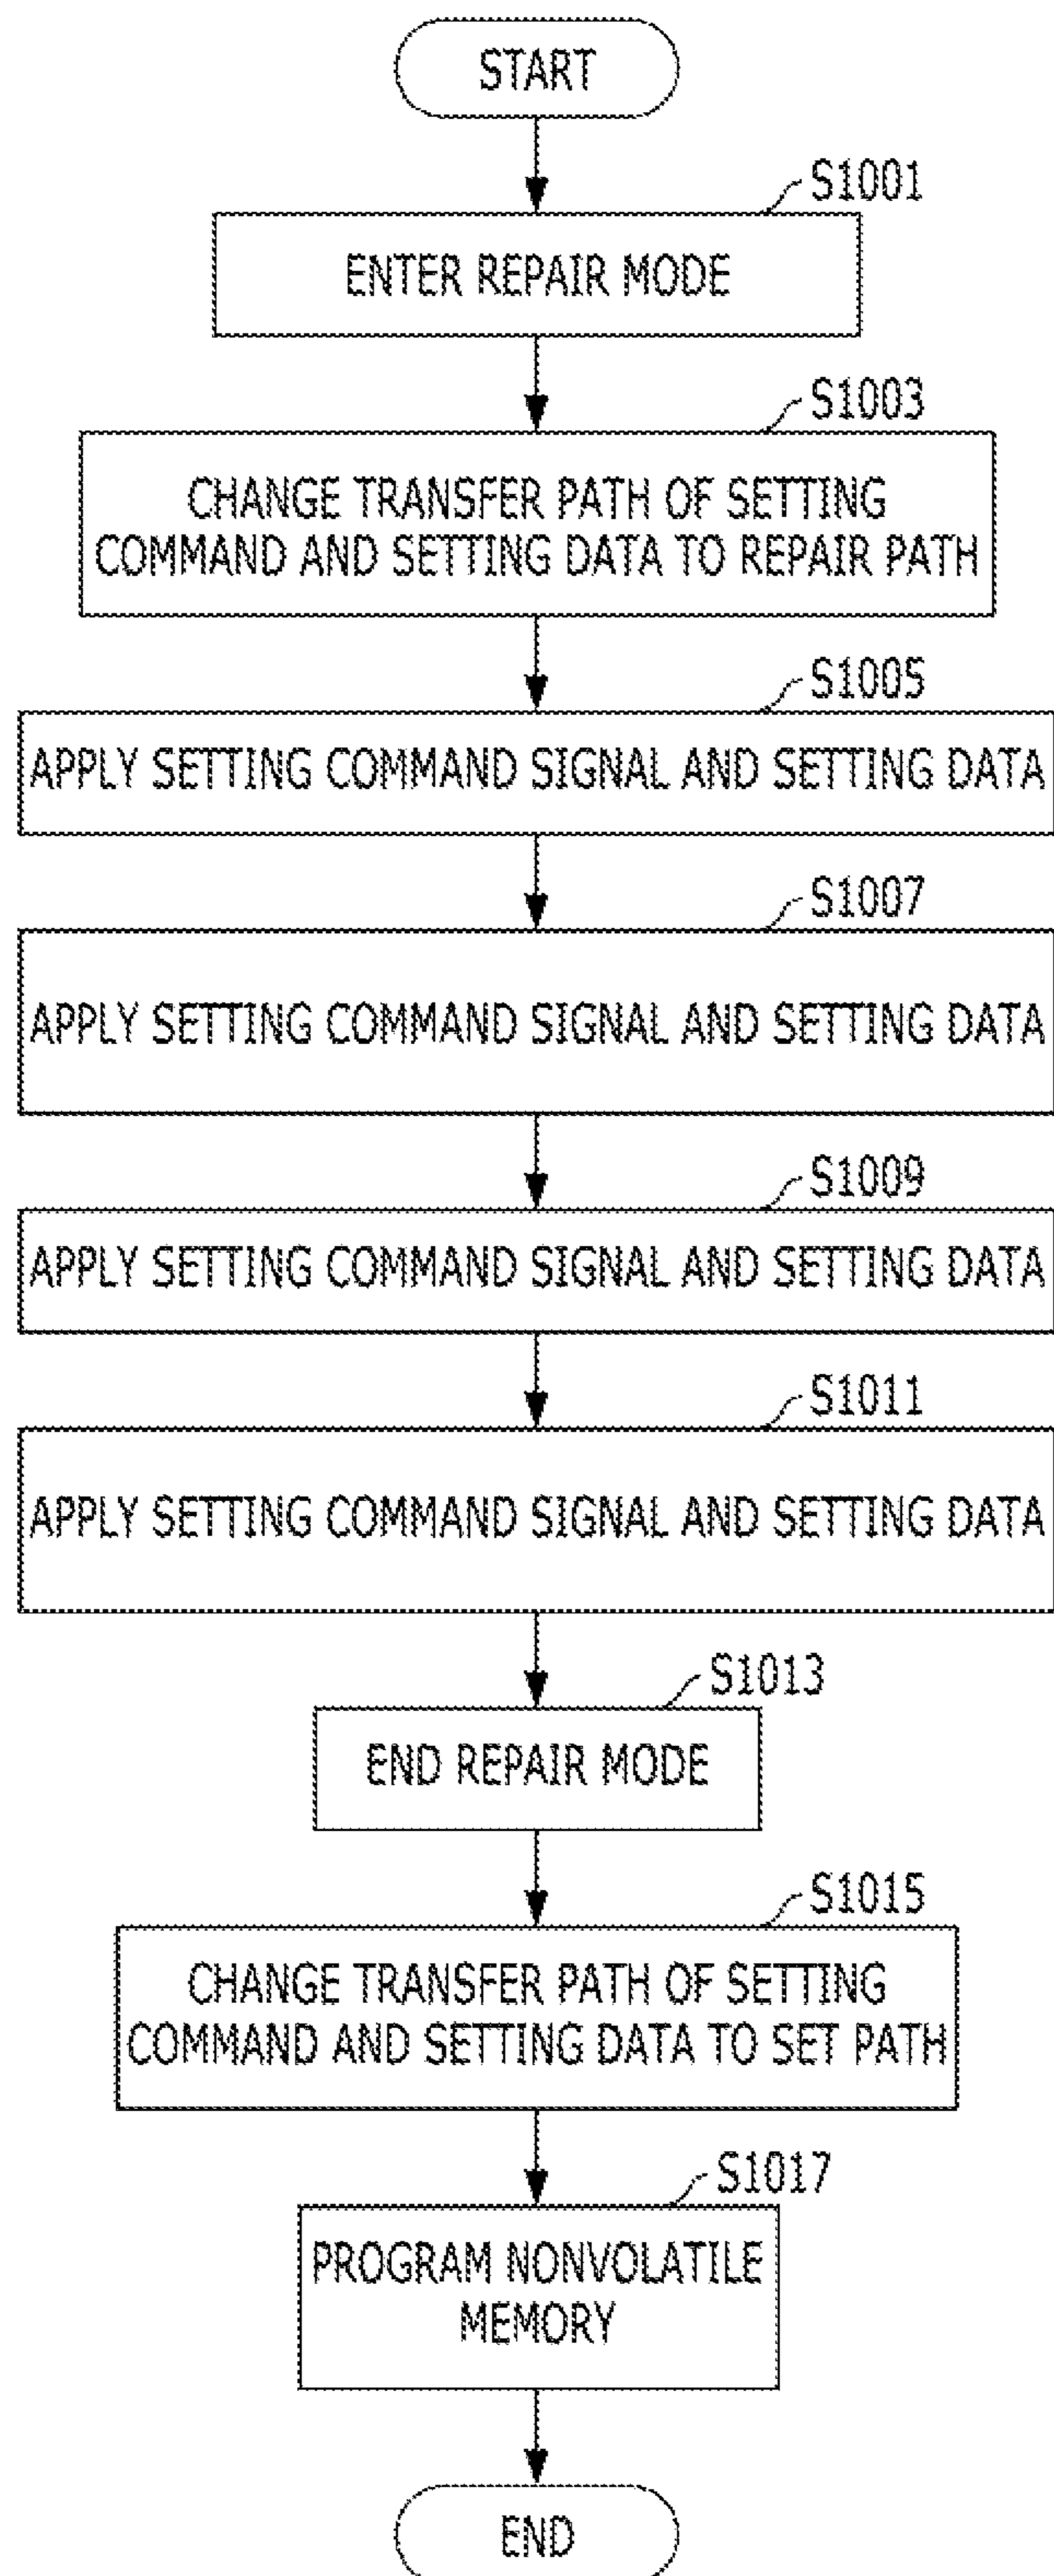 START
S1001
ENTER REPAIR MODE
S1003
CHANGE TRANSFER PATH OF SETTING
COMMAND AND SETTING DATA TO REPAIR PATH
S1005
APPLY SETTING COMMAND SIGNAL AND SETTING DATA
S1007
APPLY SETTING COMMAND SIGNAL AND SETTING DATA
S1009
APPLY SETTING COMMAND SIGNAL AND SETTING DATA
S1011
APPLY SETTING COMMAND SIGNAL AND SETTING DATA
S1013
END REPAIR MODE
S1015
CHANGE TRANSFER PATH OF SETTING
COMMAND AND SETTING DATA TO SET PATH
S1017
PROGRAM NONVOLATILE
MEMORY
END